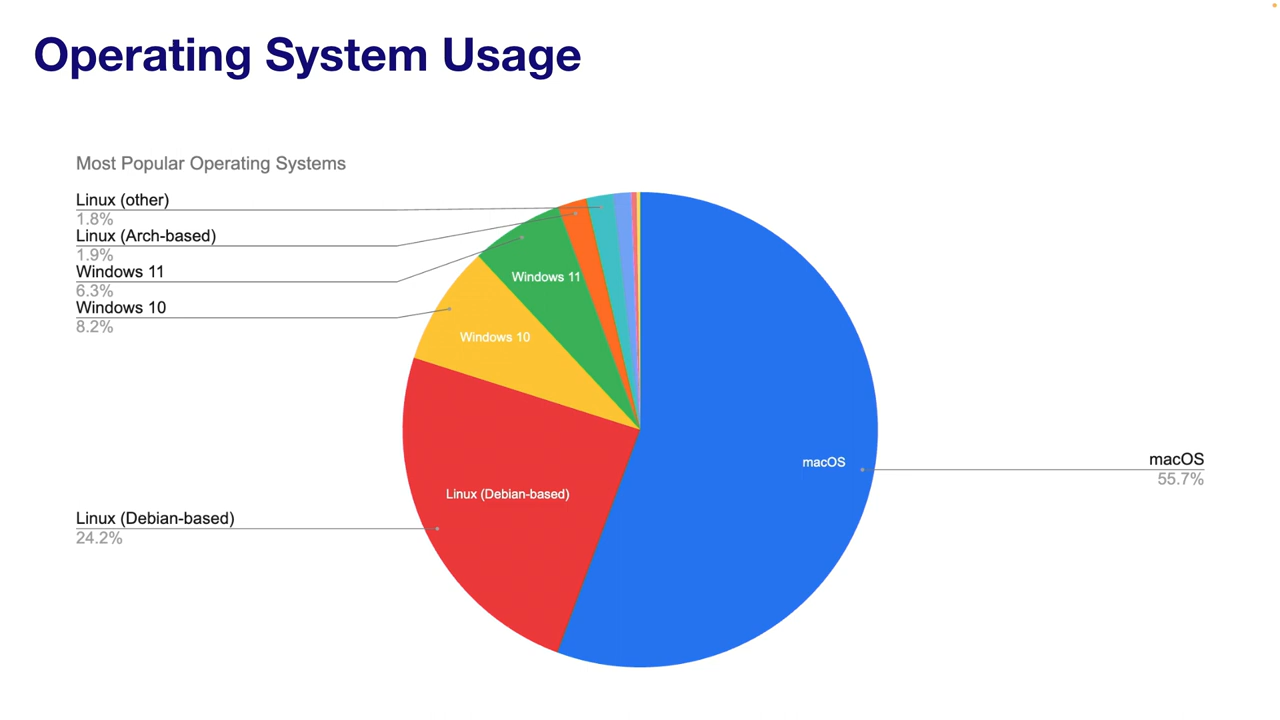 Operating System Usage
Most Popular Operating Systems
Linux (other)
1.8%
Linux (Arch-based)
1.9%
Windows 11
6.3%
Windows 10
8.2%
Linux (Debian-based)
24.2%
Windows 11
Windows 10
Linux (Debian-based)
macOS
macOS
55.7%